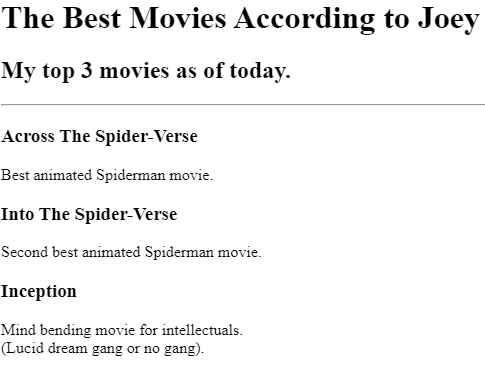 The Best Movies According to Joey
My top 3 movies as of today.
Across The Spider-Verse
Best animated Spiderman movie.
Into The Spider-Verse
Second best animated Spiderman movie.
Inception
Mind bending movie for intellectuals.
(Lucid dream gang or no gang).